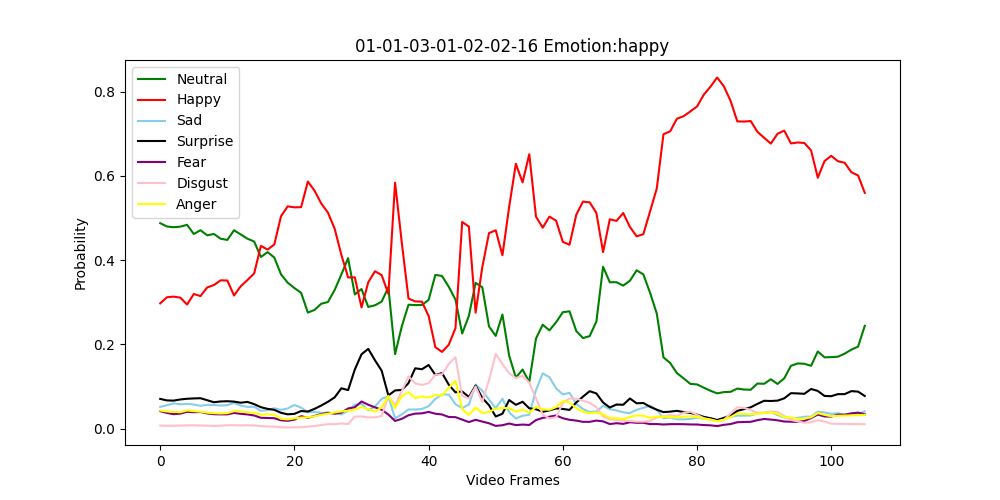 01-01-03-01-02-02-16 Emotion:happy
Neutral
Happy
Sad
Surprise
Fear
Disgust
Anger
Probability
0.8
0.6
0.4
0.2
0.0
0 20 40 60 80 100
Video Frames